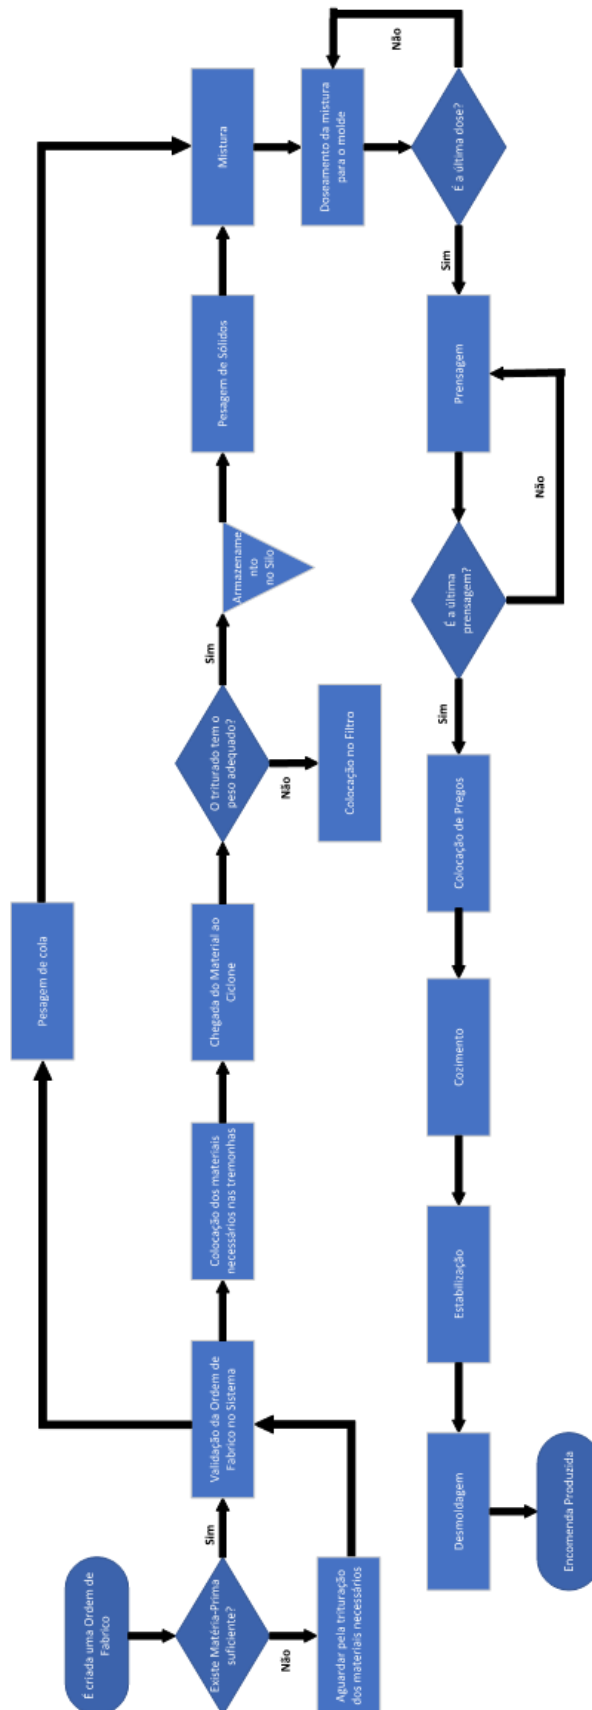 É criada uma Ordem de
Fabrico
Existe Matéria-Prima
suficiente?
Sim
Não
Aguardar pela trituração
dos materiais necessários
Validação da Ordem de
Fabrico no Sistema
Pesagem de cola
Colocação dos materiais
necessários nas tremonhas
Chegada do Material ao
Ciclone
O triturado tem o
peso adequado?
Sim
Não
Colocação no Filtro
Armazename
nto
no Silo
Pesagem de Sólidos
Mistura
Doseamento da mistura
para o molde
É a última dose?
Não
Sim
Prensagem
É a última
prensagem?
Não
Sim
Colocação de Pregos
Cozimento
Estabilização
Desmoldagem
Encomenda Produzida